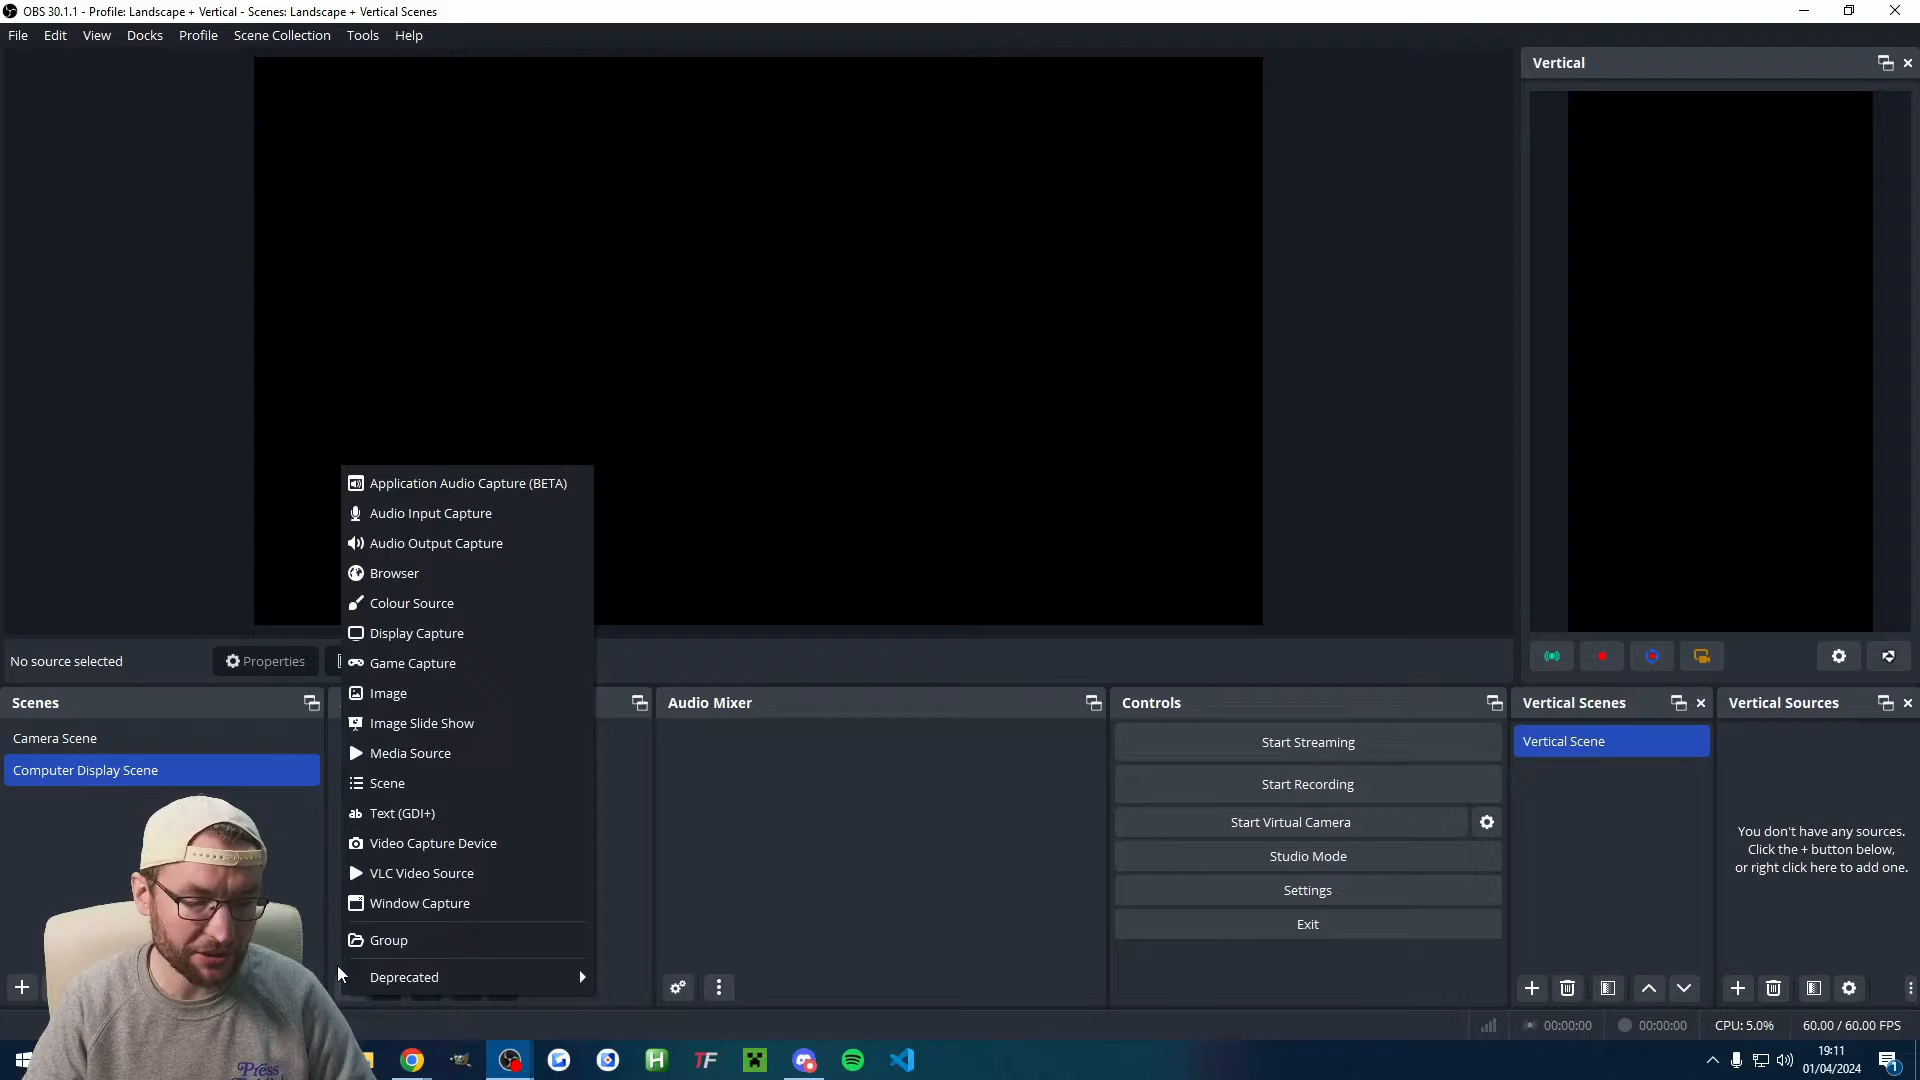 OBS 30.1.1 - Profile: Landscape + Vertical - Scenes: Landscape + Vertical Scenes
File Edit View Docks Profile Scene Collection Tools Help
Vertical
Application Audio Capture (BETA)
Audio Input Capture
Audio Output Capture
Browser
Colour Source
Display Capture
Game Capture
Image
Image Slide Show
Media Source
Scene
ab Text (GDI+)
Video Capture Device
VLC Video Source
Window Capture
Group
Deprecated
No source selected
Properties
Scenes
Camera Scene
Computer Display Scene
Audio Mixer
Controls
Start Streaming
Start Recording
Start Virtual Camera
Studio Mode
Settings
Exit
Vertical Scenes
Vertical Scene
Vertical Sources
You don't have any sources.
Click the + button below,
or right click here to add one.
00:00:00 00:00:00 CPU: 5.0% 60.00 / 60.00 FPS
H TF
19:11
01/04/2024
1
Press